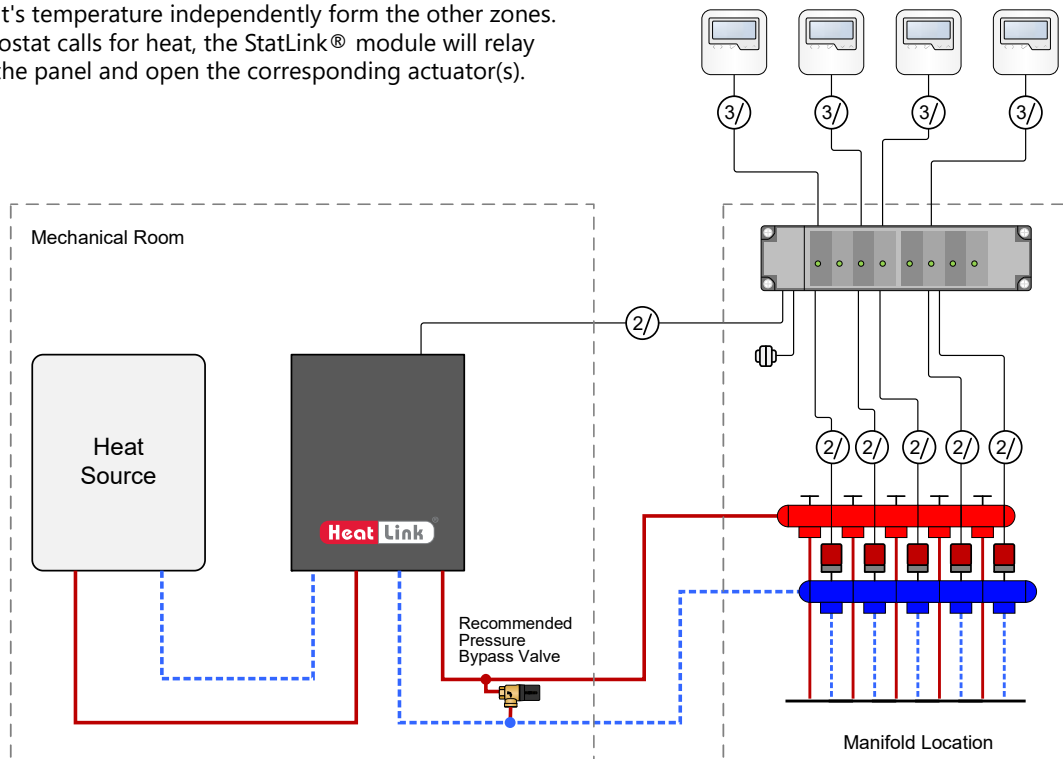 t's temperature independently form the other zones.
ostat calls for heat, the StatLink® module will relay
the panel and open the corresponding actuator(s).
3/ 3/ 3/ 3/
Mechanical Room
2/
Heat
Source
2/ 2/ 2/ 2/ 2/
Heat Link®
Recommended
Pressure
Bypass Valve
Manifold Location